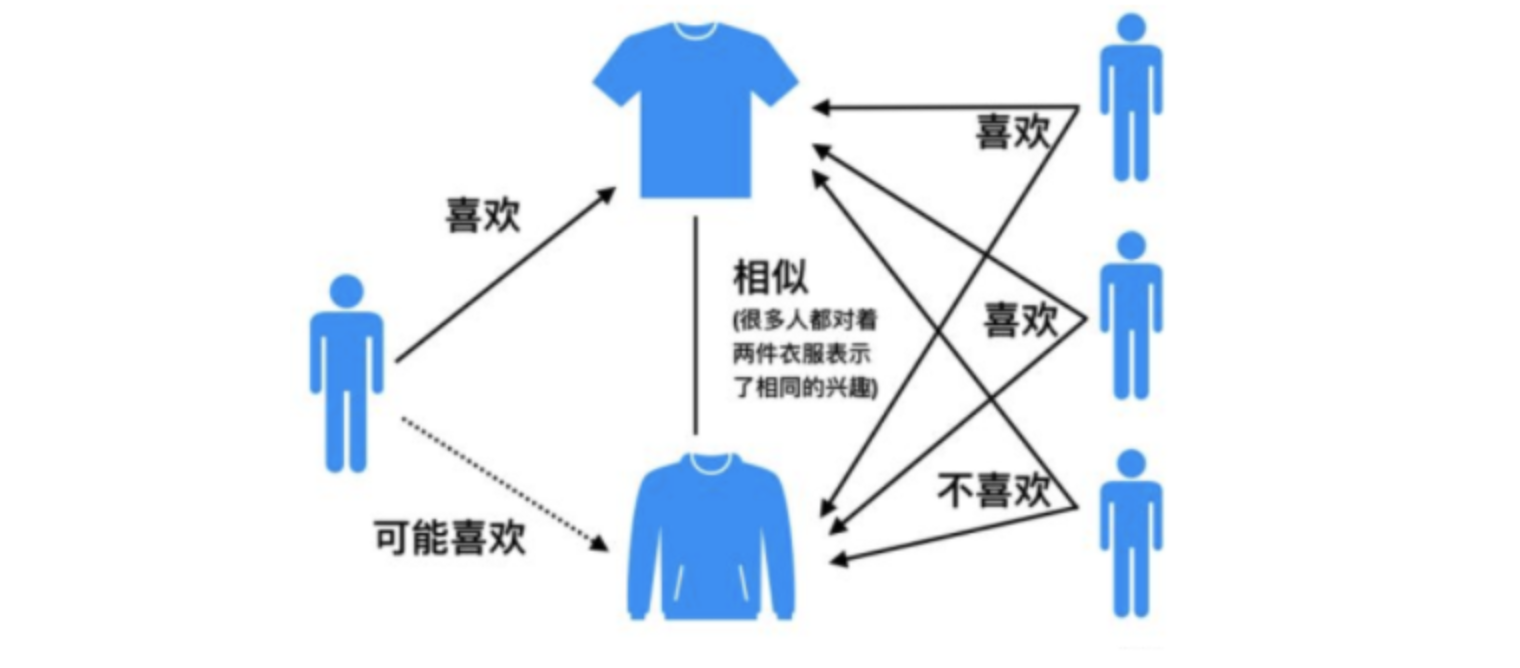 喜欢
喜欢
相似
(很多人都对着
两件衣服表示
了相同的兴趣)
喜欢
不喜欢
可能喜欢